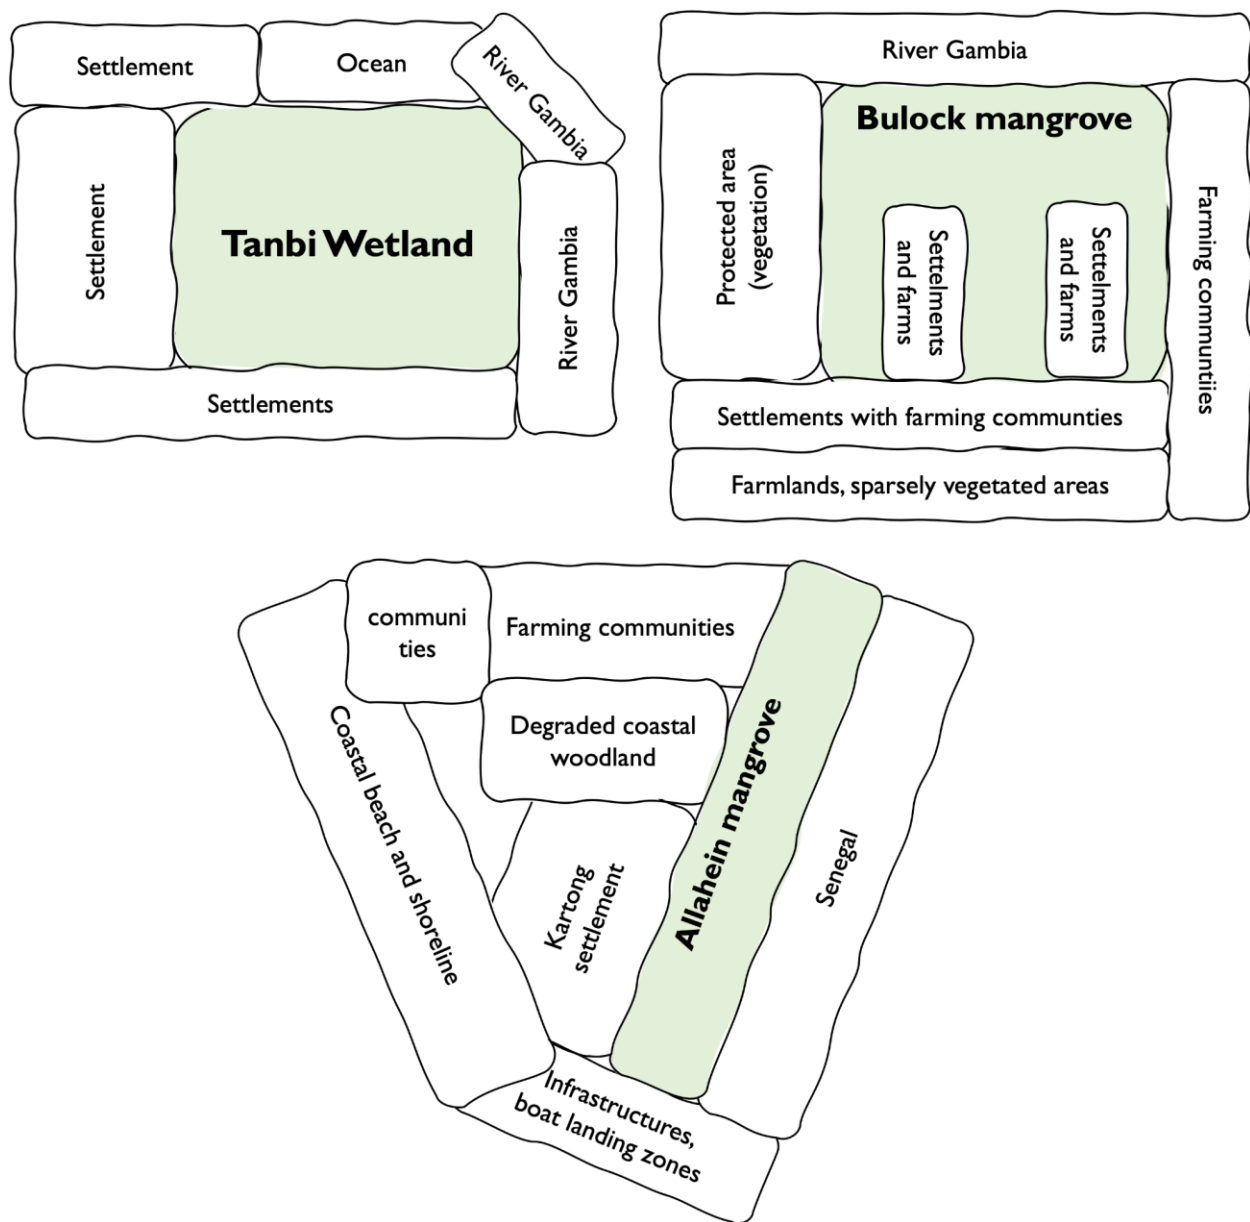 Settlement
Ocean
River Gambia
Settlement
Tanbi Wetland
River Gambia
Settlements
River Gambia
Bulock mangrove
Protected area
(vegetation)
Settelments
and farms
Settelments
and farms
Farming communtiies
Settlements with farming communties
Farmlands, sparsely vegetated areas
communi
ties
Farming communities
Degraded coastal
woodland
Coastal beach and shoreline
Kartong
settlement
Allahein mangrove
Senegal
Infrastructures,
boat landing zones